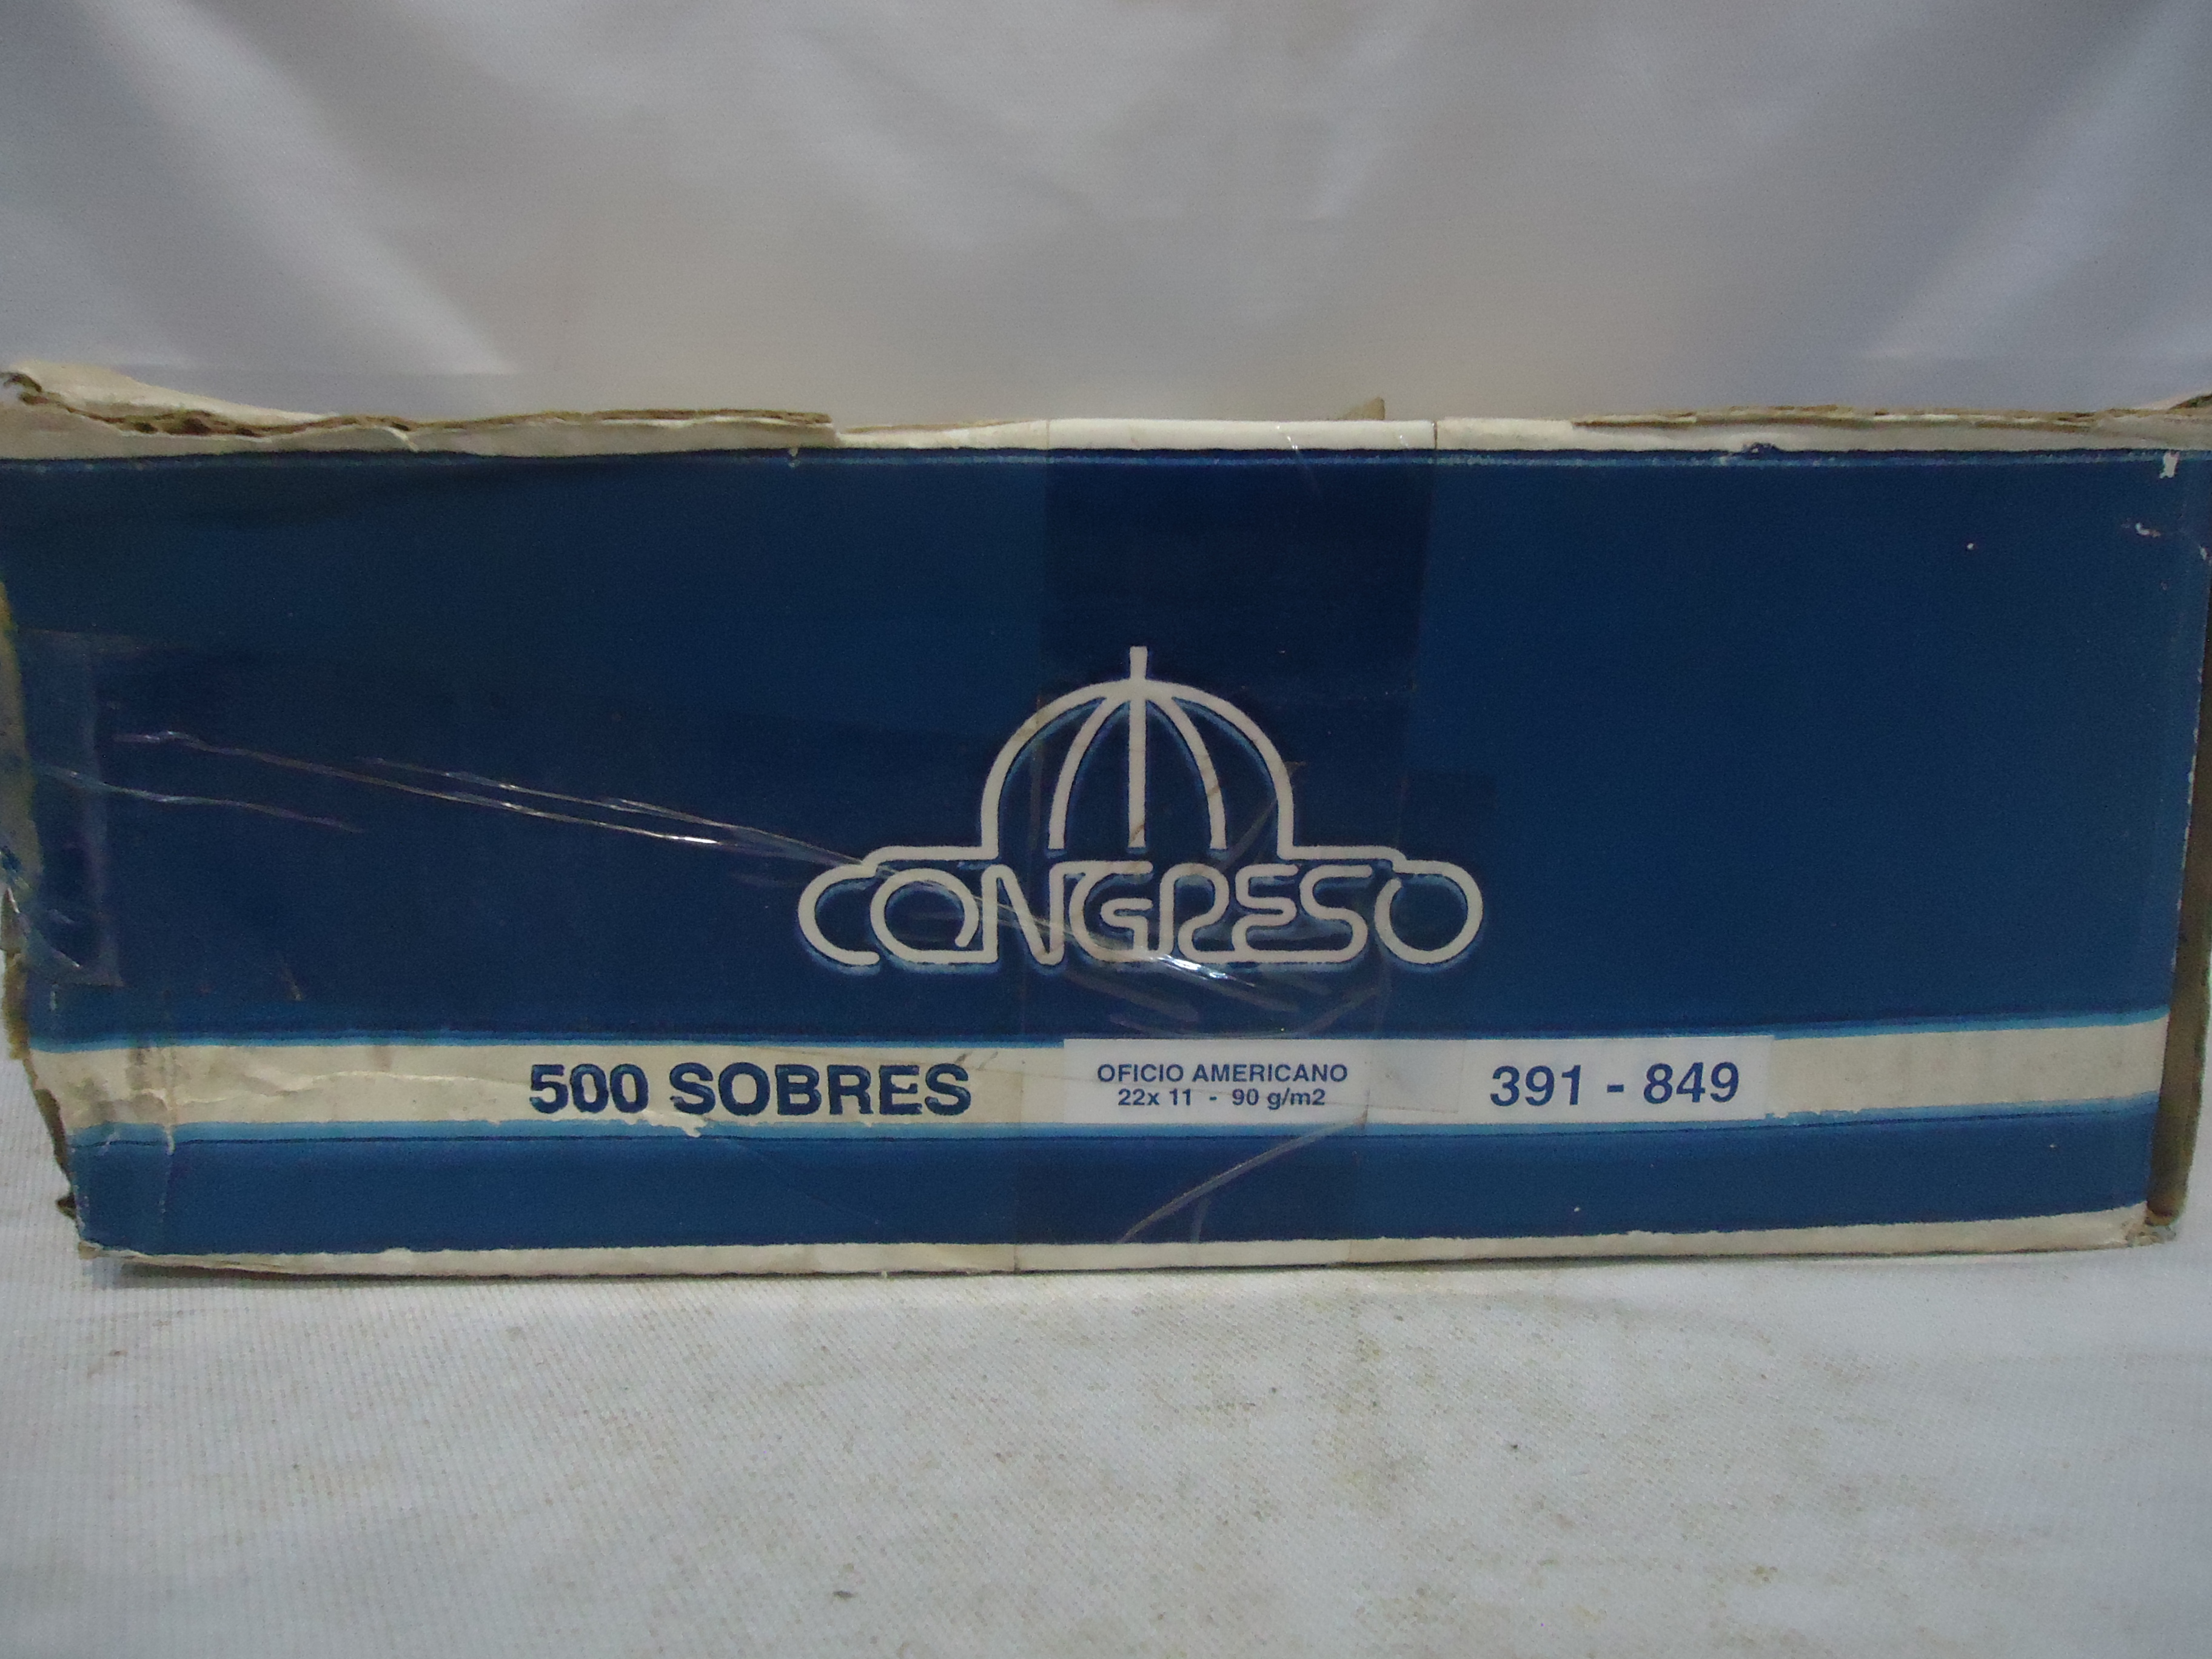 CONGRESO
500 SOBRES
OFICIO AMERICANO
22x 11 - 90 g/m2
391 - 849